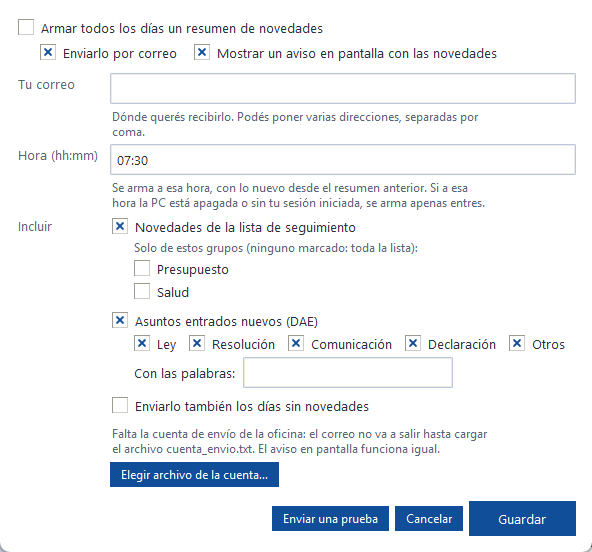 Armar todos los días un resumen de novedades
Enviarlo por correo Mostrar un aviso en pantalla con las novedades
Tu correo
Dónde querés recibirlo. Podés poner varias direcciones, separadas por
coma.
Hora (hh:mm) 07:30
Se arma a esa hora, con lo nuevo desde el resumen anterior. Si a esa
hora la PC está apagada o sin tu sesión iniciada, se arma apenas entres.
Incluir Novedades de la lista de seguimiento
Solo de estos grupos (ninguno marcado: toda la lista):
Presupuesto
Salud
Asuntos entrados nuevos (DAE)
Ley Resolución Comunicación Declaración Otros
Con las palabras:
Enviarlo también los días sin novedades
Falta la cuenta de envío de la oficina: el correo no va a salir hasta cargar
el archivo cuenta_envio.txt. El aviso en pantalla funciona igual.
Elegir archivo de la cuenta...
Enviar una prueba Cancelar Guardar